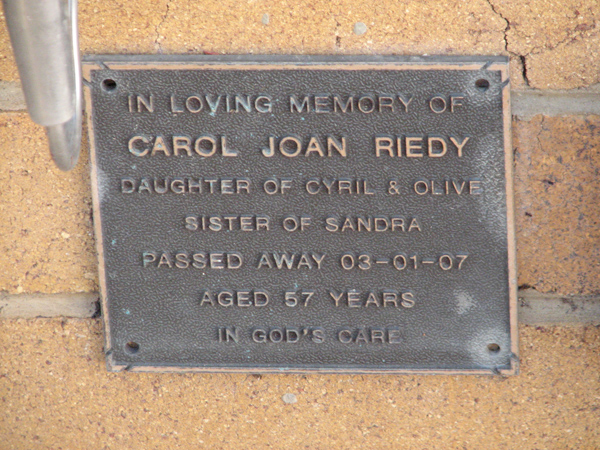 IN LOVING MEMORY OF
CAROL JOAN RIEDY
DAUGHTER OF CYRIL & OLIVE
SISTER OF SANDRA
PASSED AWAY 03-01-07
AGED 57 YEARS
IN GOD'S CARE